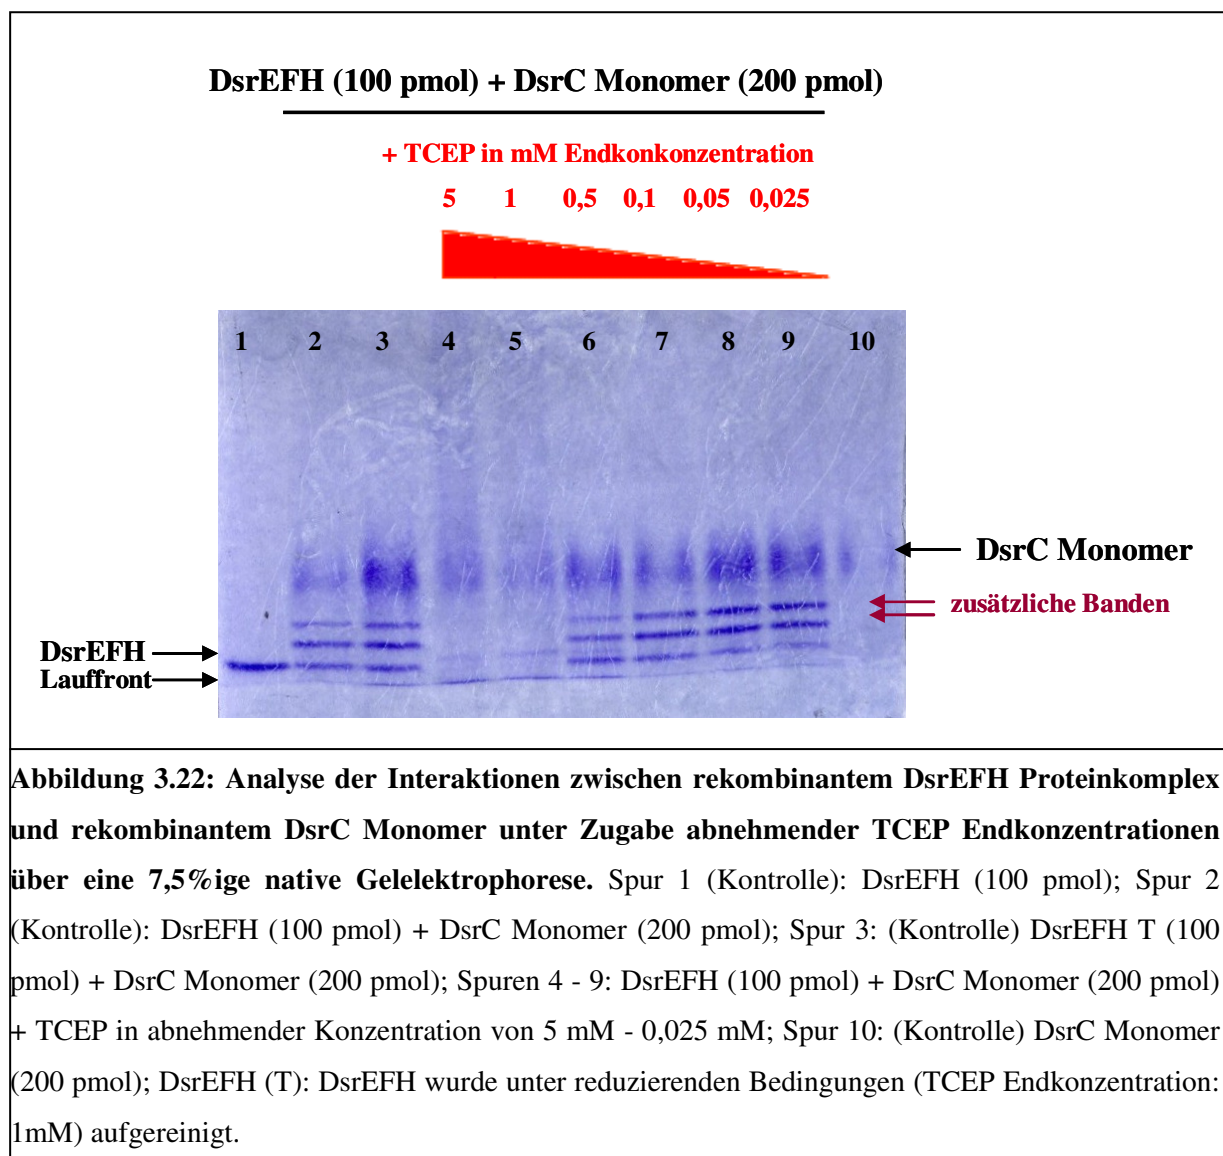 DsrEFH (100 pmol) + DsrC Monomer (200 pmol)
+ TCEP in mM Endkonkonzentration
5 1 0,5 0,1 0,05 0,025
1 2 3 4 5 6 7 8 9 10
DsrC Monomer
zusätzliche Banden
DsrEFH
Lauffront
Abbildung 3.22: Analyse der Interaktionen zwischen rekombinantem DsrEFH Proteinkomplex
und rekombinantem DsrC Monomer unter Zugabe abnehmender TCEP Endkonzentrationen
über eine 7,5%ige native Gelelektrophorese. Spur 1 (Kontrolle): DsrEFH (100 pmol); Spur 2
(Kontrolle): DsrEFH (100 pmol) + DsrC Monomer (200 pmol); Spur 3: (Kontrolle) DsrEFH T (100
pmol) + DsrC Monomer (200 pmol); Spuren 4 - 9: DsrEFH (100 pmol) + DsrC Monomer (200 pmol)
+ TCEP in abnehmender Konzentration von 5 mM - 0,025 mM; Spur 10: (Kontrolle) DsrC Monomer
(200 pmol); DsrEFH (T): DsrEFH wurde unter reduzierenden Bedingungen (TCEP Endkonzentration:
1mM) aufgereinigt.